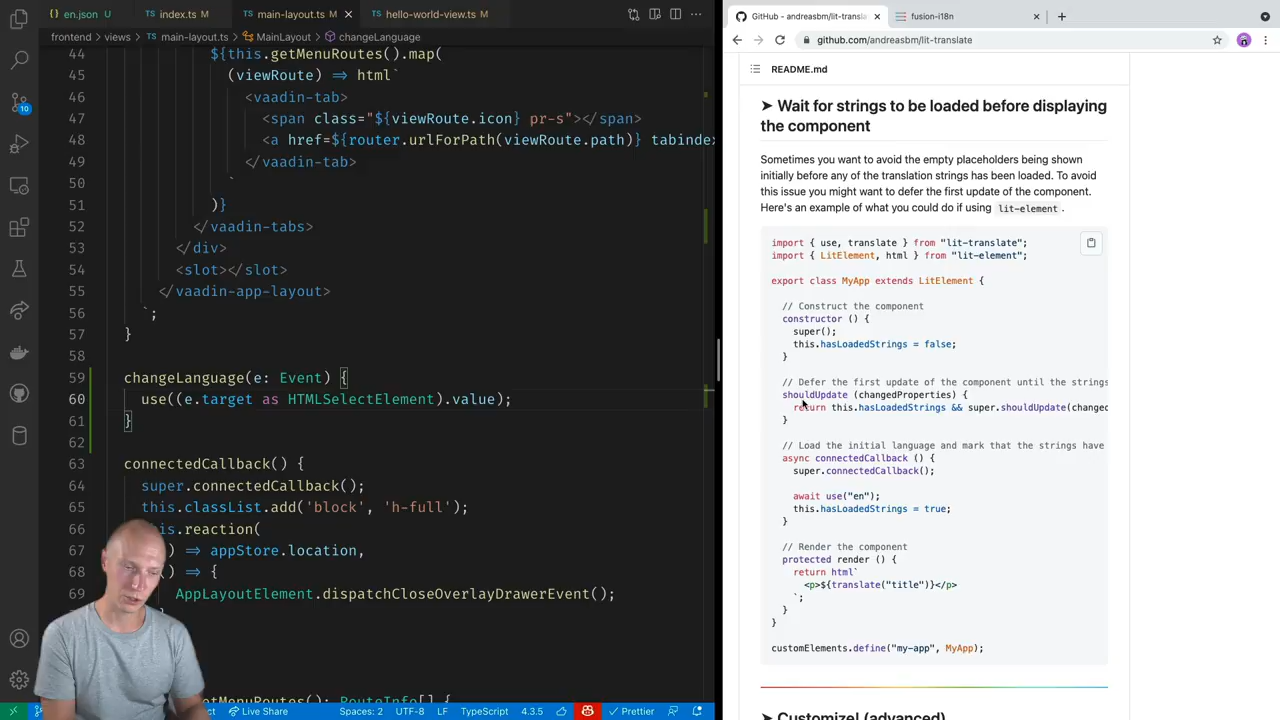 en.json U
TS index.ts M
TS main-layout.ts M
TS hello-world-view.ts M
frontend > views > TS main-layout.ts > MainLayout > changeLanguage
44 ${this.getMenuRoutes().map(
45 (viewRoute) => html`
46 <vaadin-tab>
47 <span class="${viewRoute.icon} pr-s"></span>
48 <a href=${router.urlForPath(viewRoute.path)} tabindex
49 </vaadin-tab>
50 `
51 )}
52 </vaadin-tabs>
53 </div>
54 <slot></slot>
55 </vaadin-app-layout>
56 `;
57 }
58
59 changeLanguage(e: Event) {
60 use((e.target as HTMLSelectElement).value);
61 }
62
63 connectedCallback() {
64 super.connectedCallback();
65 this.classList.add('block', 'h-full');
66 is.reaction(
67 ) => appStore.location,
68 ) => {
69 AppLayoutElement.dispatchCloseOverlayDrawerEvent();
etMenuRoutes(): RouteInfo[] {
10
Live Share
Spaces: 2
UTF-8
LF
TypeScript
4.3.5
Prettier
GitHub - andreasbm/lit-transla
fusion-i18n
github.com/andreasbm/lit-translate
README.md
➤ Wait for strings to be loaded before displaying
the component
Sometimes you want to avoid the empty placeholders being shown
initially before any of the translation strings has been loaded. To avoid
this issue you might want to defer the first update of the component.
Here's an example of what you could do if using lit-element.
import { use, translate } from "lit-translate";
import { LitElement, html } from "lit-element";
export class MyApp extends LitElement {
// Construct the component
constructor () {
super();
this.hasLoadedStrings = false;
}
// Defer the first update of the component until the strings
shouldUpdate (changedProperties) {
return this.hasLoadedStrings && super.shouldUpdate(changed
}
// Load the initial language and mark that the strings have
async connectedCallback () {
super.connectedCallback();
await use("en");
this.hasLoadedStrings = true;
}
// Render the component
protected render () {
return html`
<p>${translate("title")}</p>
`;
}
}
customElements.define("my-app", MyApp);
➤ Customize! (advanced)